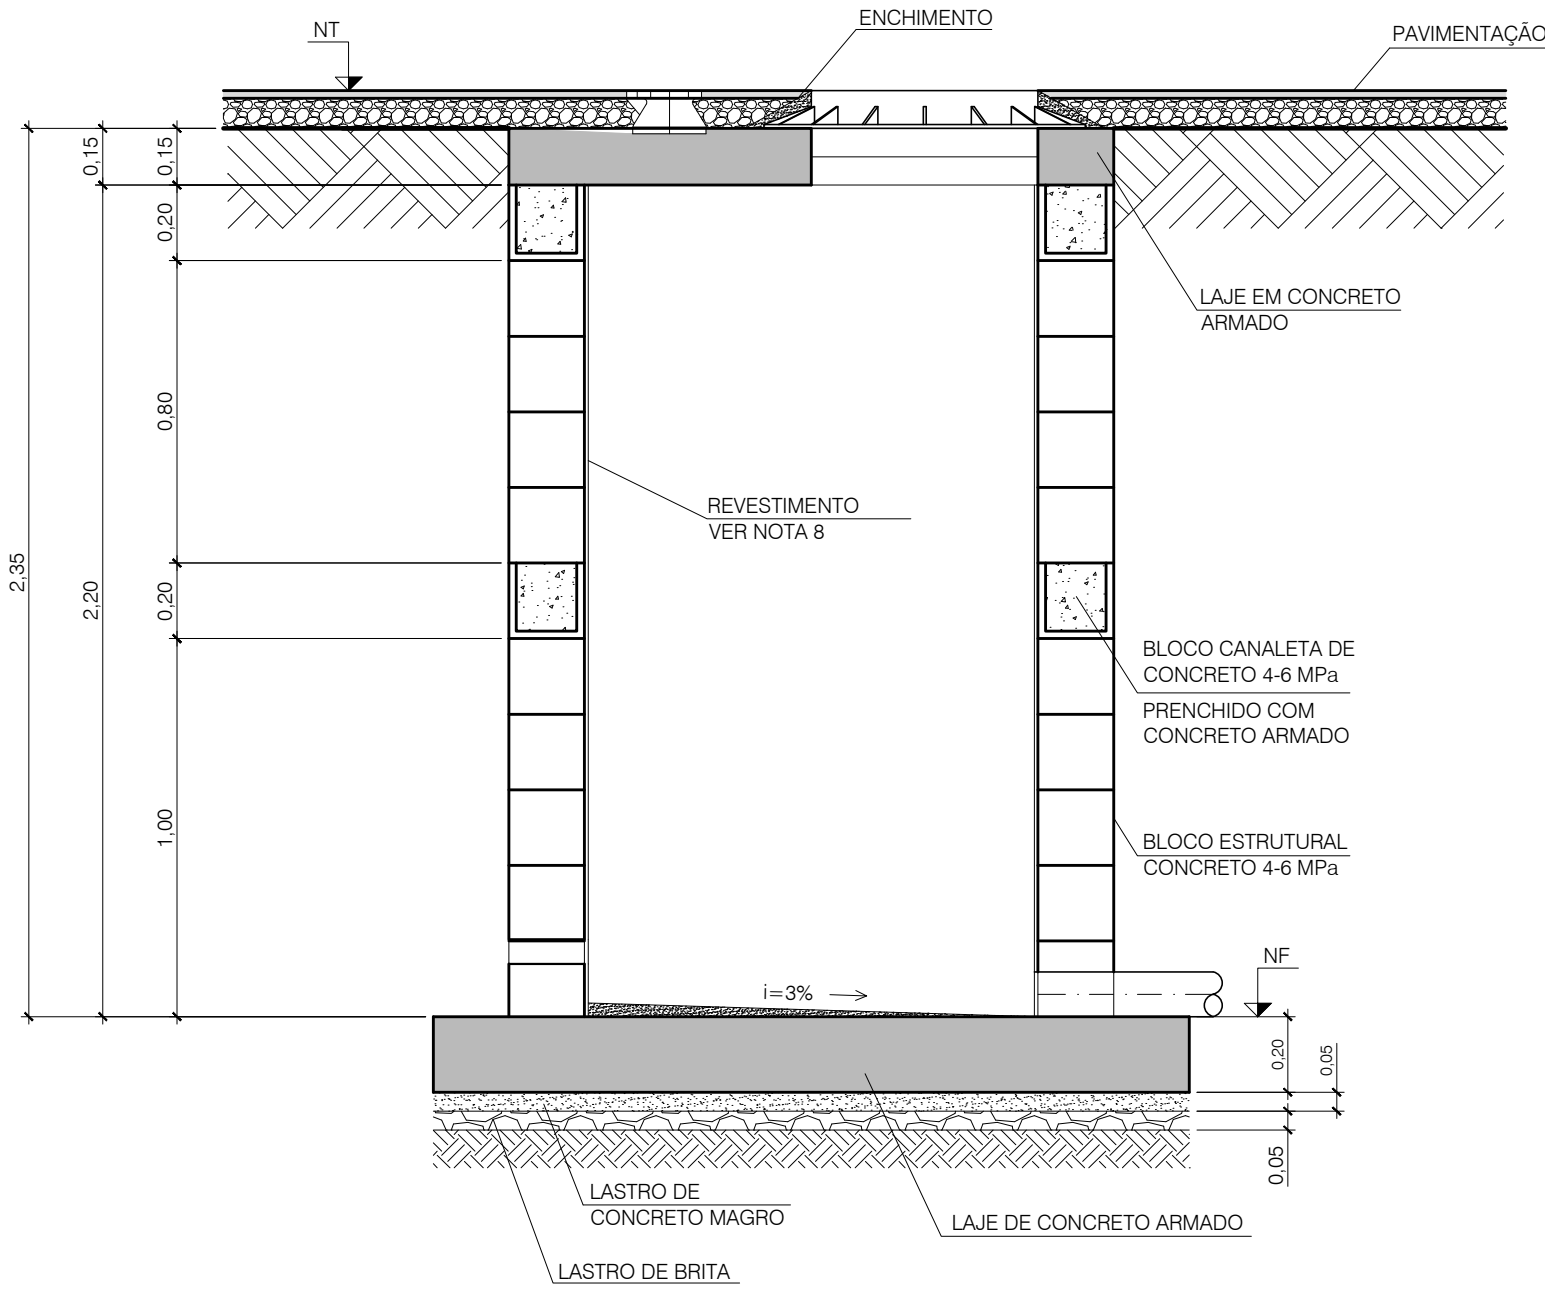 ENCHIMENTO
NT
PAVIMENTAÇÃO
0,15
0,15
0,20
LAJE EM CONCRETO
ARMADO
0,80
REVESTIMENTO
VER NOTA 8
2,35
2,20
0,20
BLOCO CANALETA DE
CONCRETO 4-6 MPa
PRENCHIDO COM
CONCRETO ARMADO
1,00
BLOCO ESTRUTURAL
CONCRETO 4-6 MPa
NF
i=3%
0,20
0,05
0,05
LASTRO DE
CONCRETO MAGRO
LAJE DE CONCRETO ARMADO
LASTRO DE BRITA